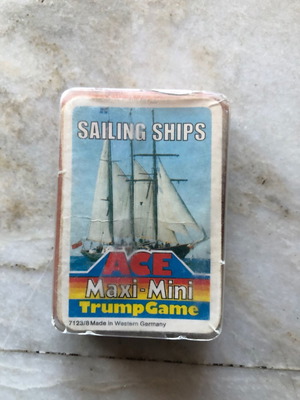 SAILING SHIPS
ACE
Maxi-Mini
TrumpGame
7123/8 Made in Western Germany